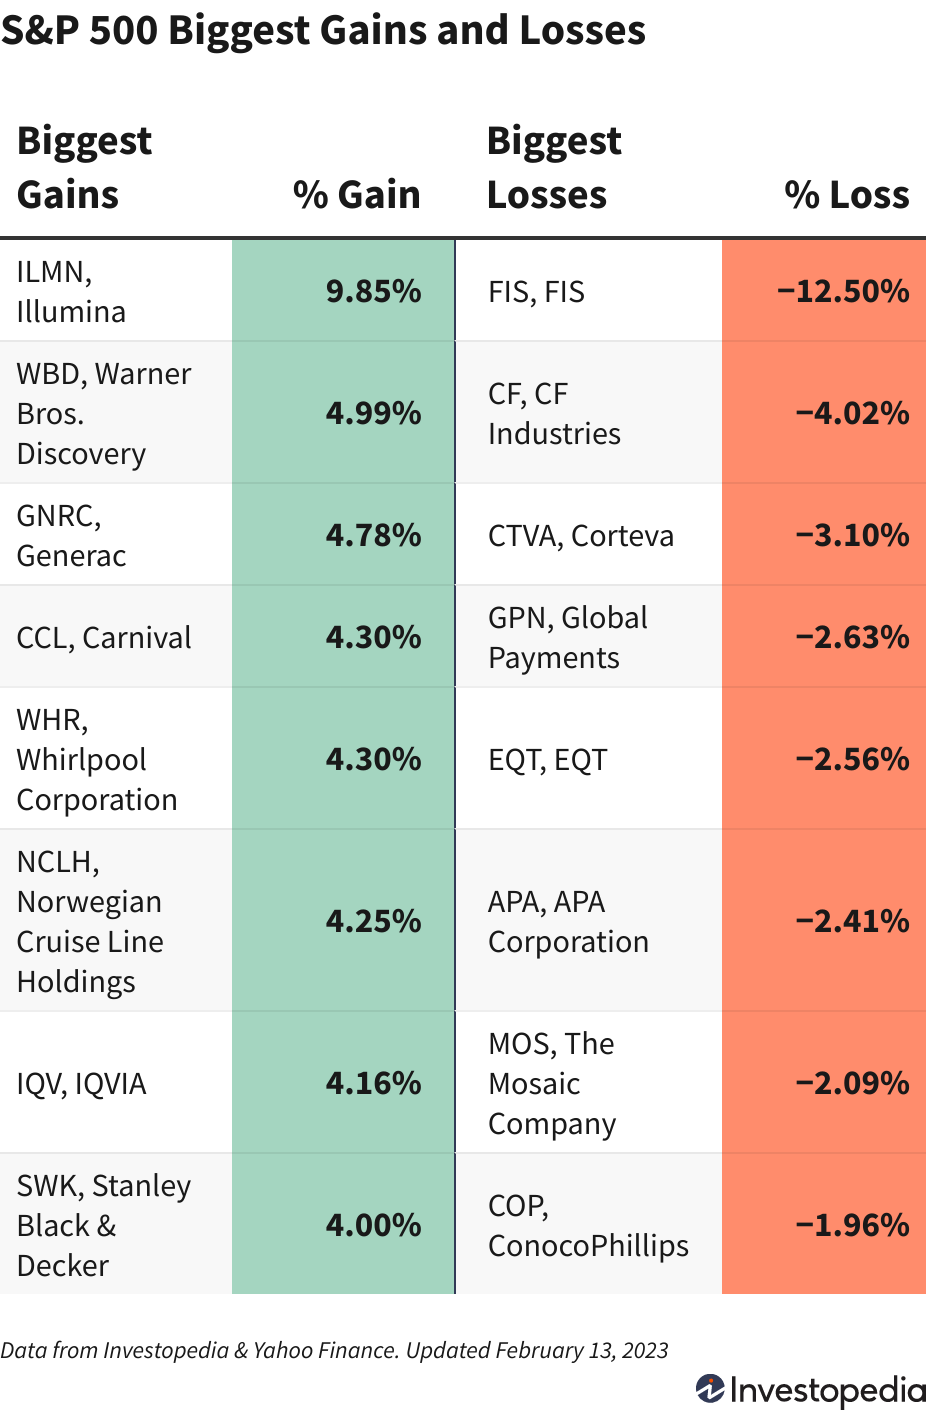 S&P 500 Biggest Gains and Losses
Biggest
Gains
% Gain
Biggest
Losses
% Loss
ILMN,
Illumina
9.85%
FIS, FIS
−12.50%
WBD, Warner
Bros.
Discovery
4.99%
CF, CF
Industries
−4.02%
GNRC,
Generac
4.78%
CTVA, Corteva
−3.10%
CCL, Carnival
4.30%
GPN, Global
Payments
−2.63%
WHR,
Whirlpool
Corporation
4.30%
EQT, EQT
−2.56%
NCLH,
Norwegian
Cruise Line
Holdings
4.25%
APA, APA
Corporation
−2.41%
IQV, IQVIA
4.16%
MOS, The
Mosaic
Company
−2.09%
SWK, Stanley
Black &
Decker
4.00%
COP,
ConocoPhillips
−1.96%
Data from Investopedia & Yahoo Finance. Updated February 13, 2023
Investopedia